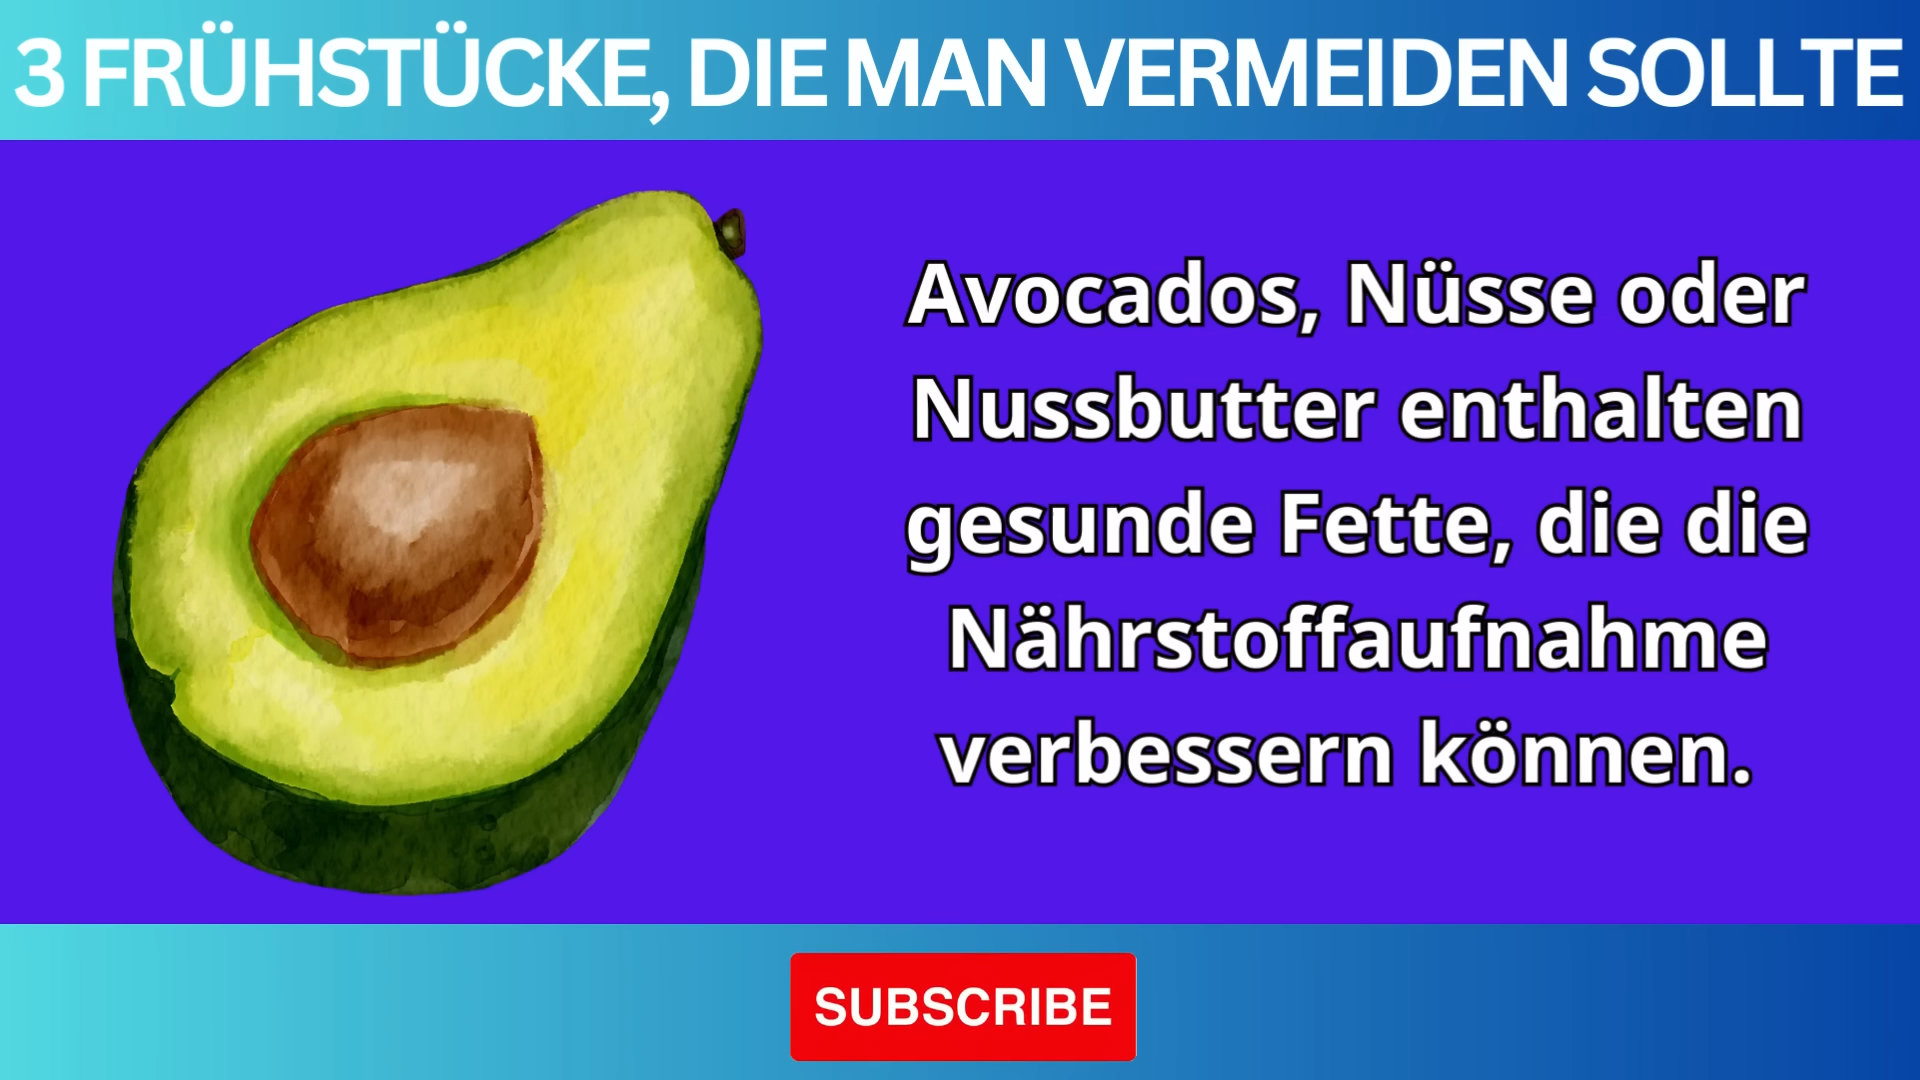 3 FRÜHSTÜCKE, DIE MAN VERMEIDEN SOLLTE
Avocados, Nüsse oder
Nussbutter enthalten
gesunde Fette, die die
Nährstoffaufnahme
verbessern können.
SUBSCRIBE